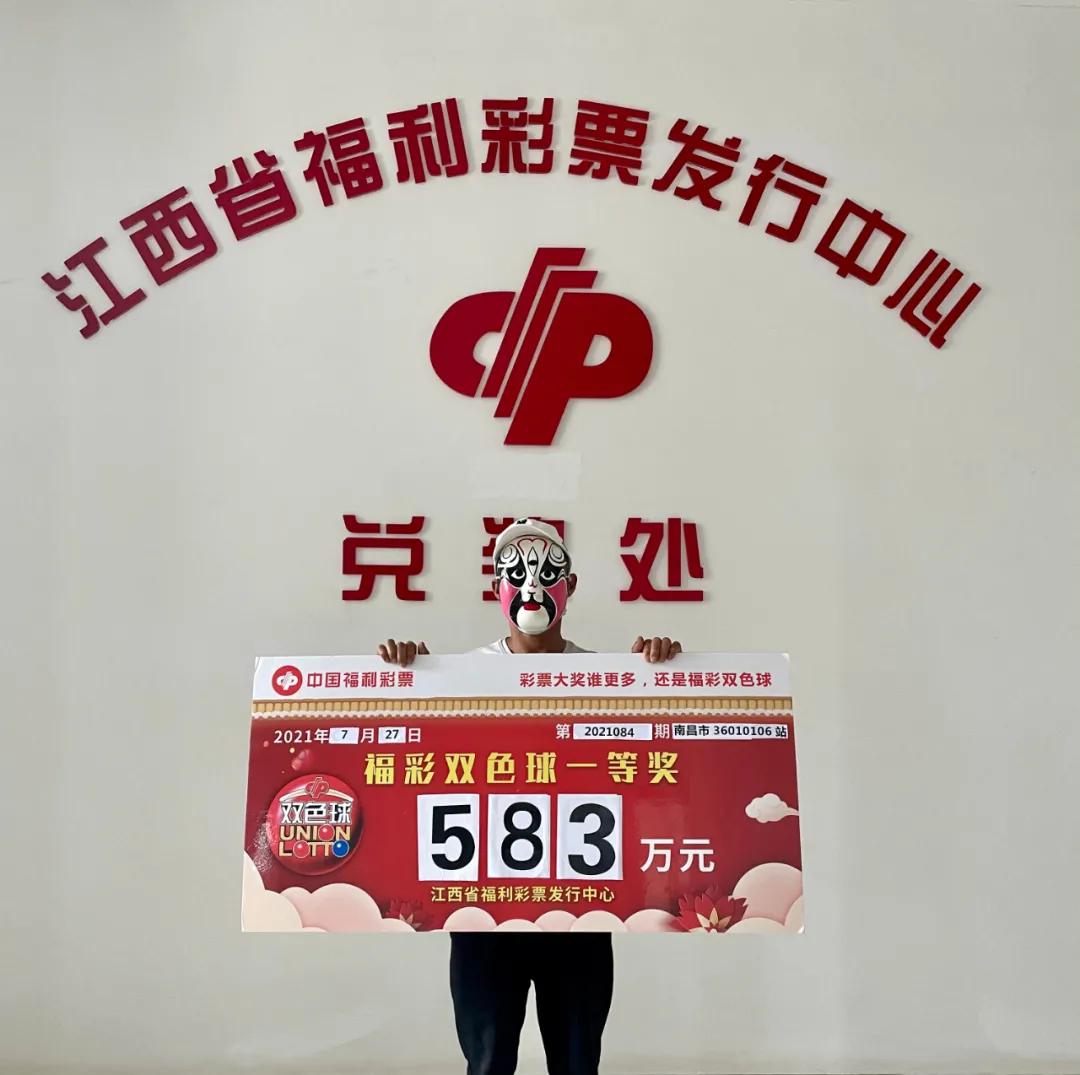 江西省福利彩票发行中心
兑奖处
中国福利彩票 彩票大奖谁更多，还是福彩双色球
2021年7月27日 第2021084期南昌市36010106站
福彩双色球一等奖
双色球
UNION
LOTTO
583万元
江西省福利彩票发行中心